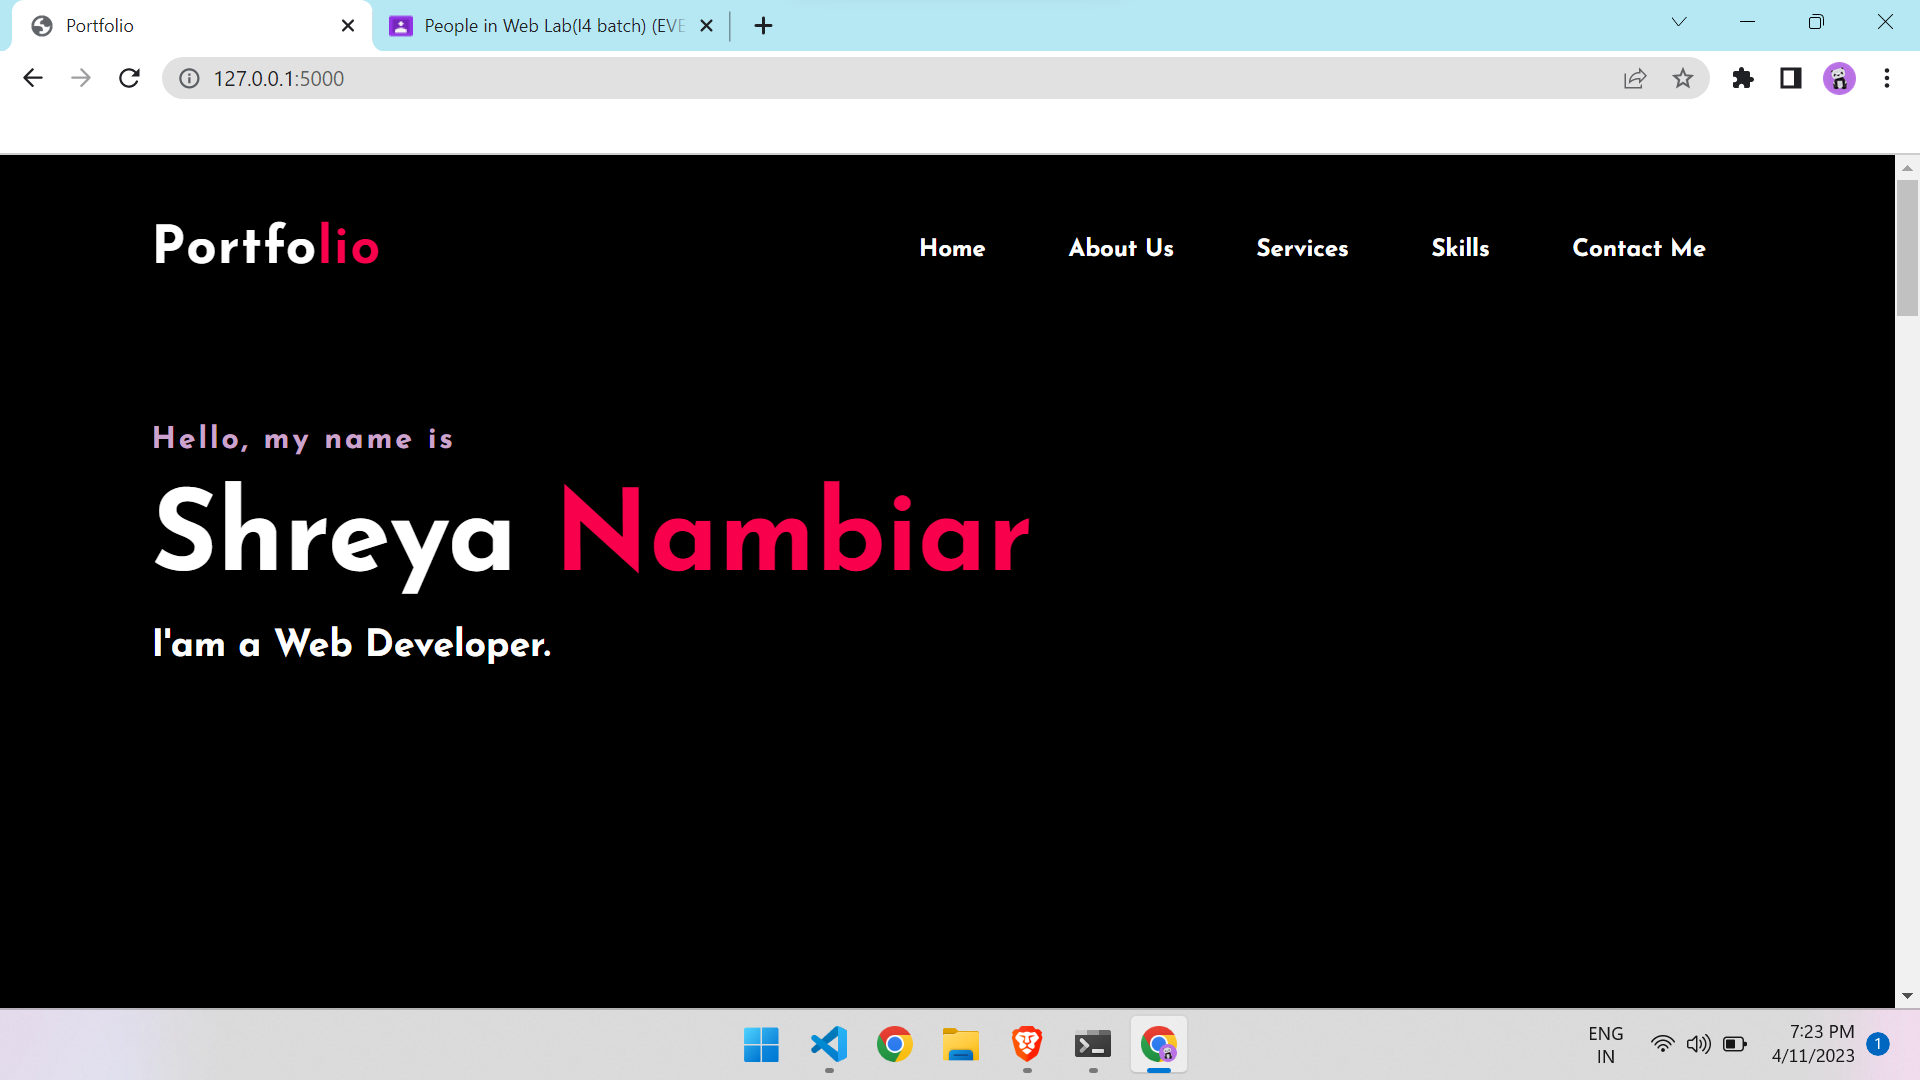 Portfolio
People in Web Lab(I4 batch) (EVE
127.0.0.1:5000
Portfolio
Home
About Us
Services
Skills
Contact Me
Hello, my name is
Shreya Nambiar
I'am a Web Developer.
ENG
IN
7:23 PM
4/11/2023
1